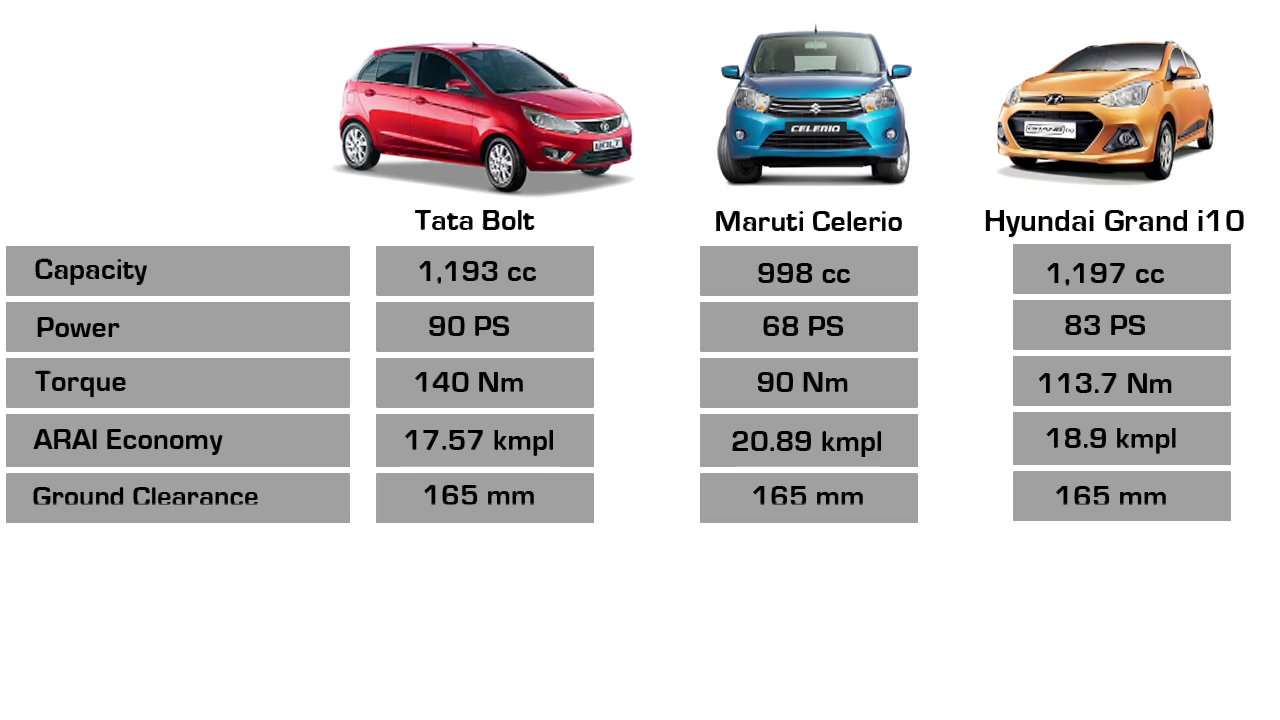 BOLT
CELERIO
Tata Bolt Maruti Celerio Hyundai Grand i10
Capacity 1,193 cc 998 cc 1,197 cc
Power 90 PS 68 PS 83 PS
Torque 140 Nm 90 Nm 113.7 Nm
ARAI Economy 17.57 kmpl 20.89 kmpl 18.9 kmpl
Ground Clearance 165 mm 165 mm 165 mm